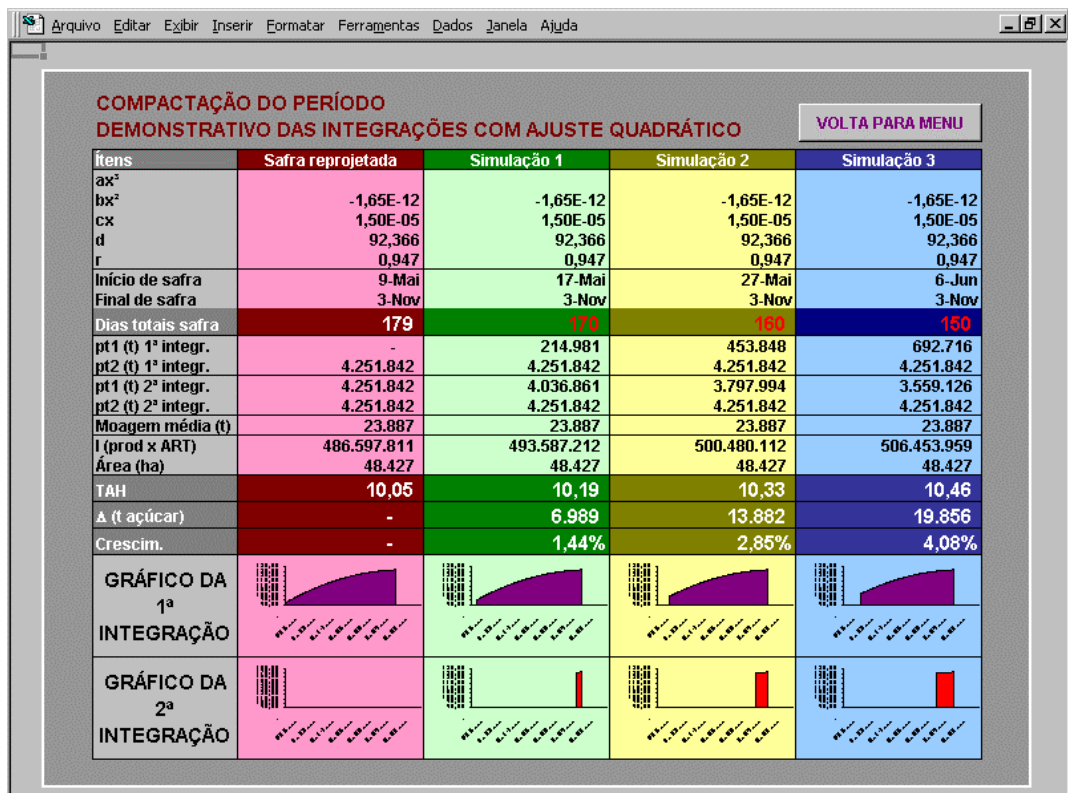 Arquivo Editar Exibir Inserir Formatar Ferramentas Dados Janela Ajuda
COMPACTAÇÃO DO PERÍODO
DEMONSTRATIVO DAS INTEGRAÇÕES COM AJUSTE QUADRÁTICO
VOLTA PARA MENU
Ítens Safra reprojetada Simulação 1 Simulação 2 Simulação 3
ax³
bx² -1,65E-12 -1,65E-12 -1,65E-12 -1,65E-12
cx 1,50E-05 1,50E-05 1,50E-05 1,50E-05
d 92,366 92,366 92,366 92,366
r 0,947 0,947 0,947 0,947
Início de safra 9-Mai 17-Mai 27-Mai 6-Jun
Final de safra 3-Nov 3-Nov 3-Nov 3-Nov
Dias totais safra 179 170 160 150
pt1 (t) 1ª integr. - 214.981 453.848 692.716
pt2 (t) 1ª integr. 4.251.842 4.251.842 4.251.842 4.251.842
pt1 (t) 2ª integr. 4.251.842 4.036.861 3.797.994 3.559.126
pt2 (t) 2ª integr. 4.251.842 4.251.842 4.251.842 4.251.842
Moagem média (t) 23.887 23.887 23.887 23.887
I (prod x ART) 486.597.811 493.587.212 500.480.112 506.453.959
Área (ha) 48.427 48.427 48.427 48.427
TAH 10,05 10,19 10,33 10,46
Δ (t açúcar) - 6.989 13.882 19.856
Crescim. - 1,44% 2,85% 4,08%
GRÁFICO DA
1ª
INTEGRAÇÃO
GRÁFICO DA
2ª
INTEGRAÇÃO